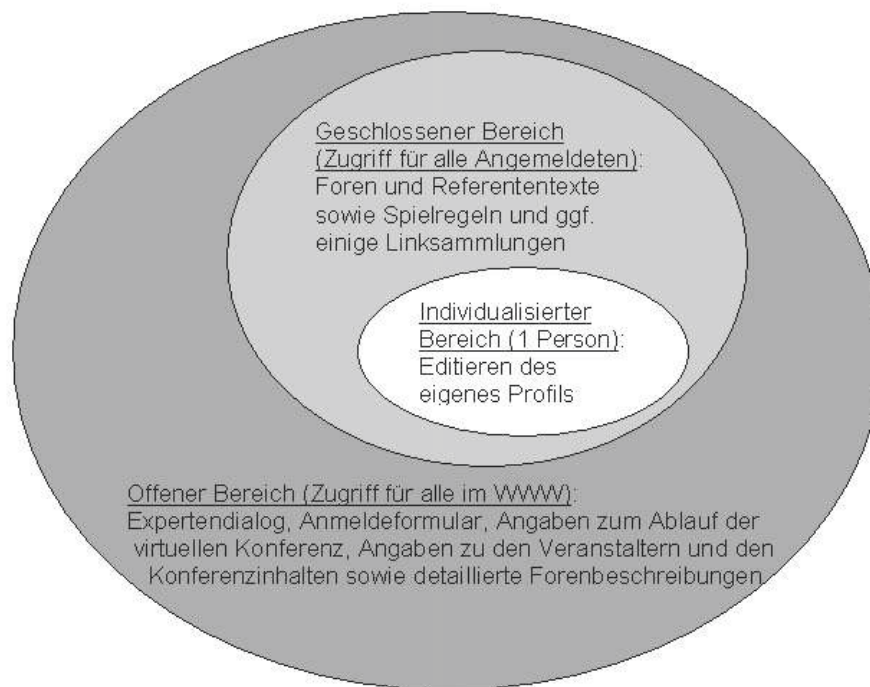 Geschlossener Bereich
(Zugriff für alle Angemeldeten):
Foren und Referententexte
sowie Spielregeln und ggf.
einige Linksammlungen
Individualisierter
Bereich (1 Person):
Editieren des
eigenes Profils
Offener Bereich (Zugriff für alle im WWW):
Expertendialog, Anmeldeformular, Angaben zum Ablauf der
virtuellen Konferenz, Angaben zu den Veranstaltern und den
Konferenzinhalten sowie detaillierte Forenbeschreibungen